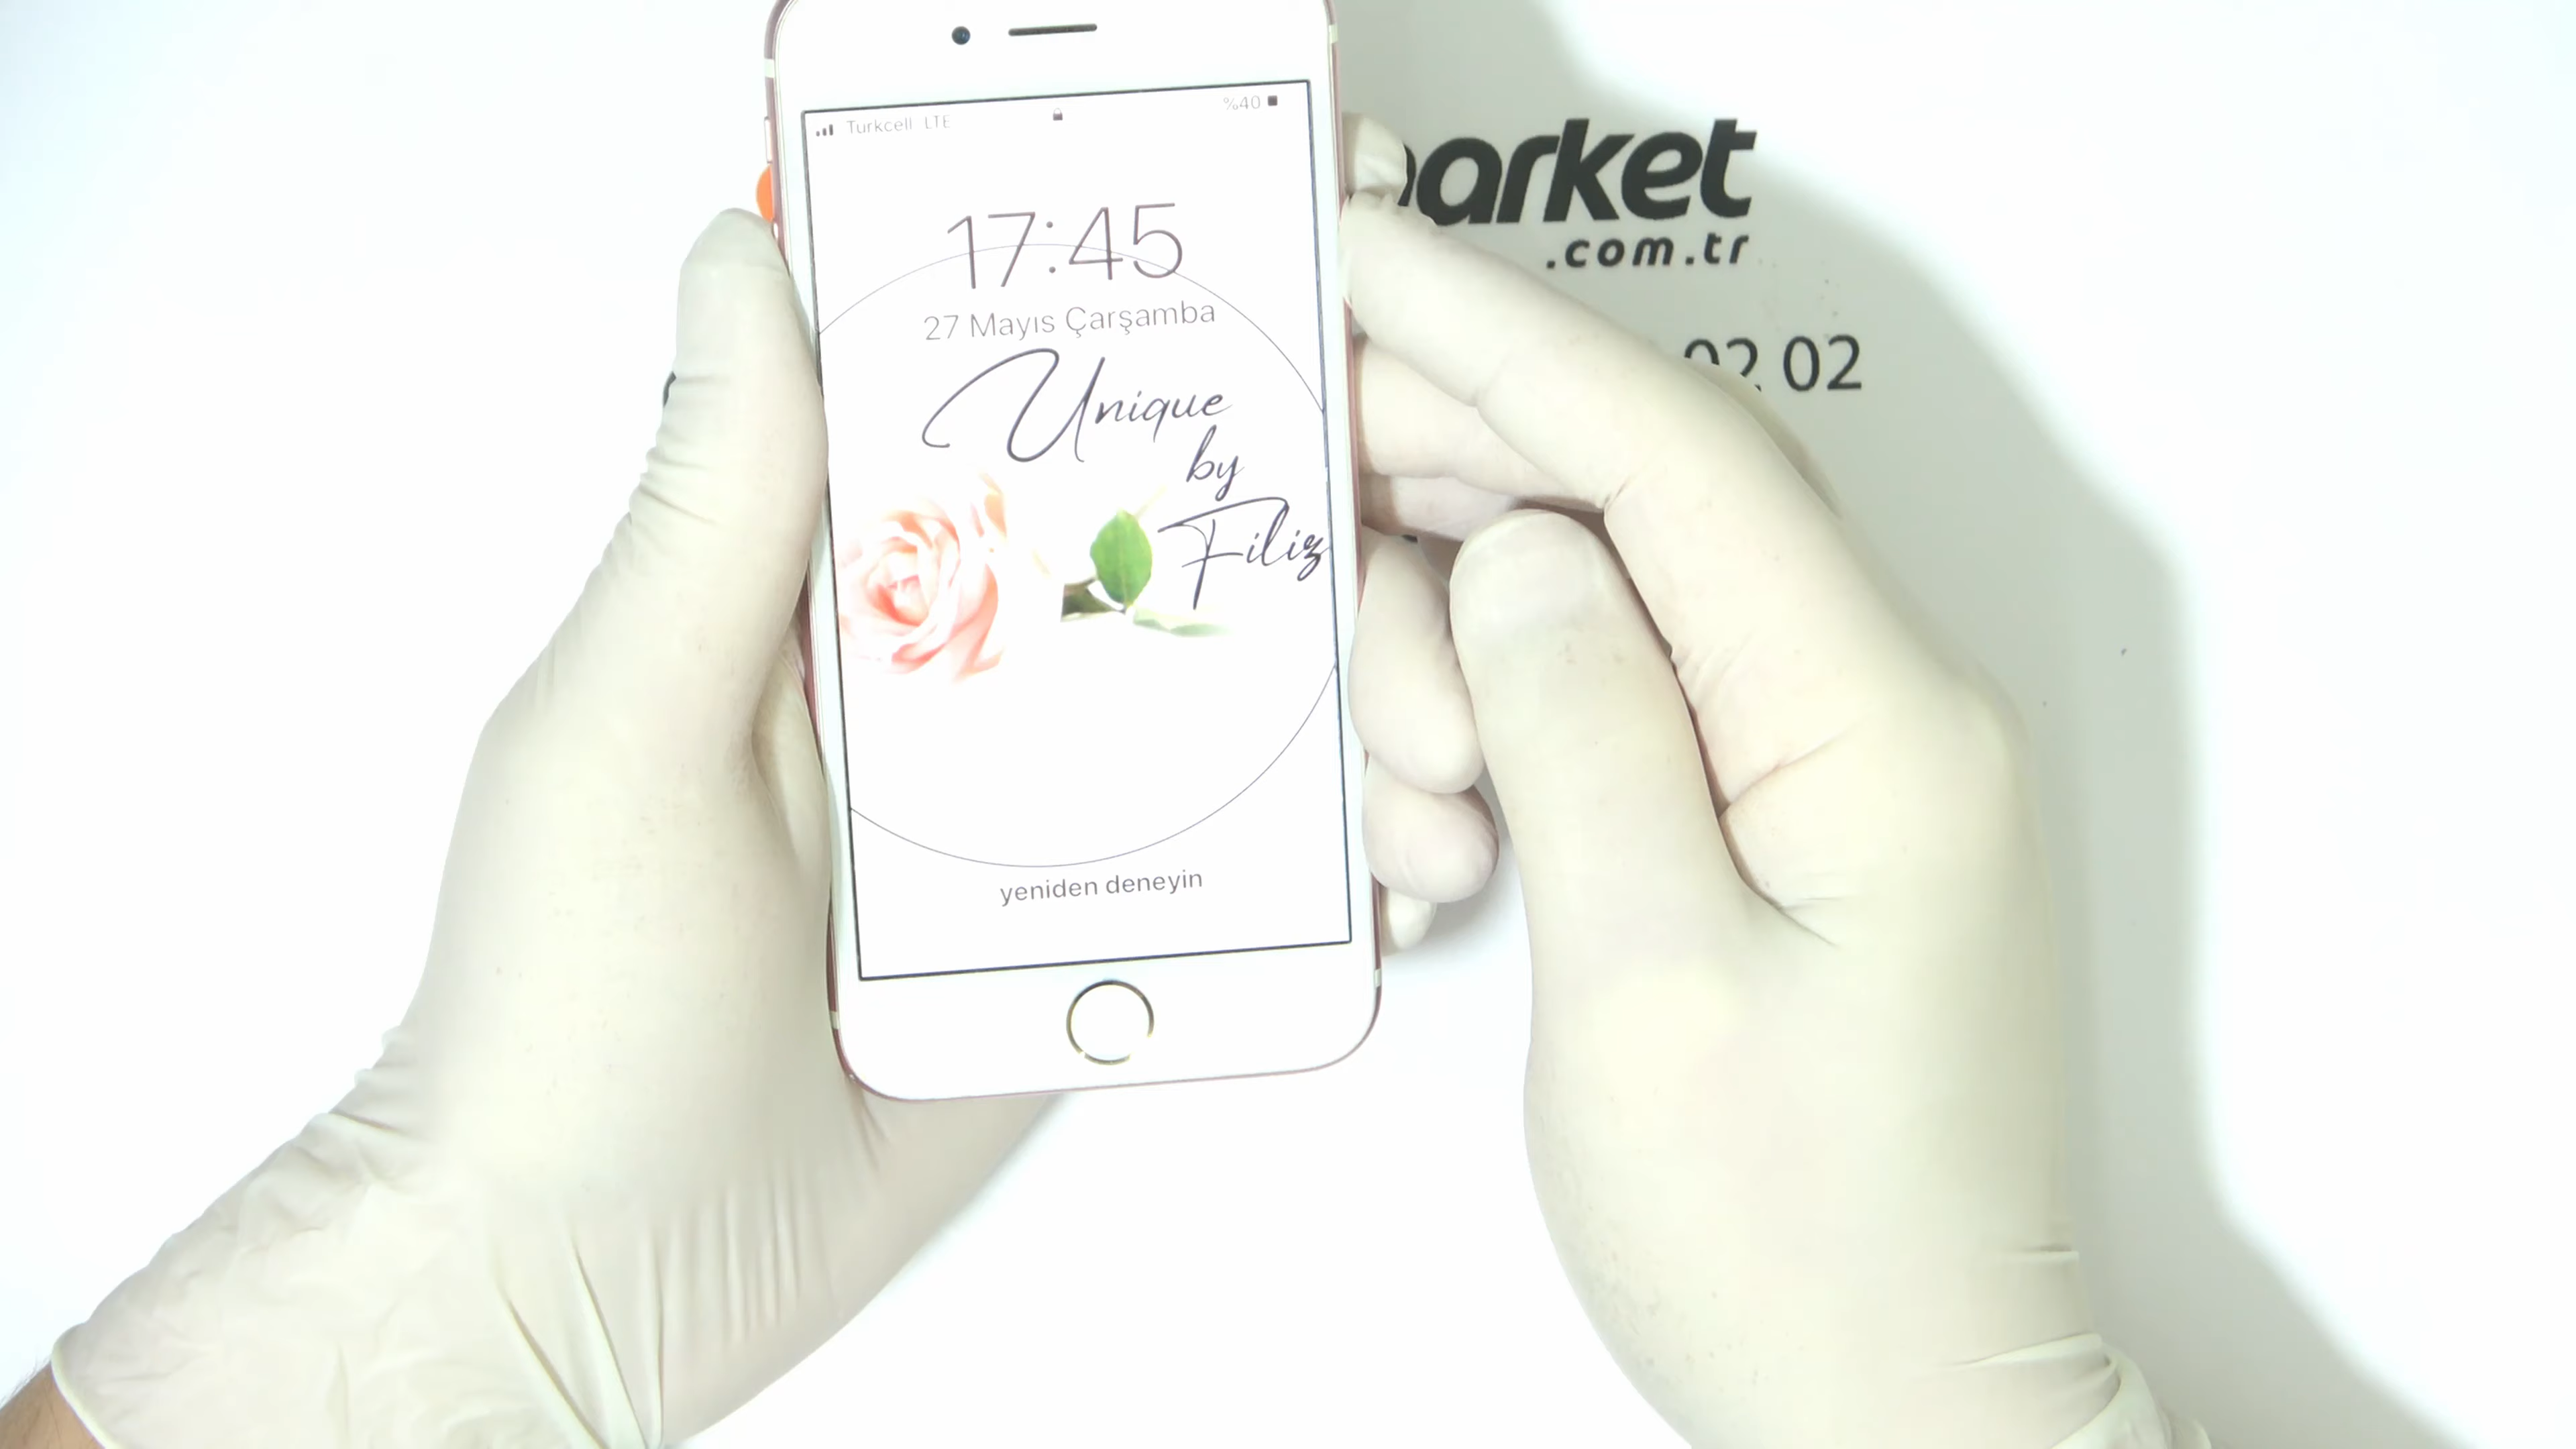 Turkcell LTE
%40
17:45
27 Mayıs Çarşamba
Unique
by
Filiz
yeniden deneyin
arket
.com.tr
02 02